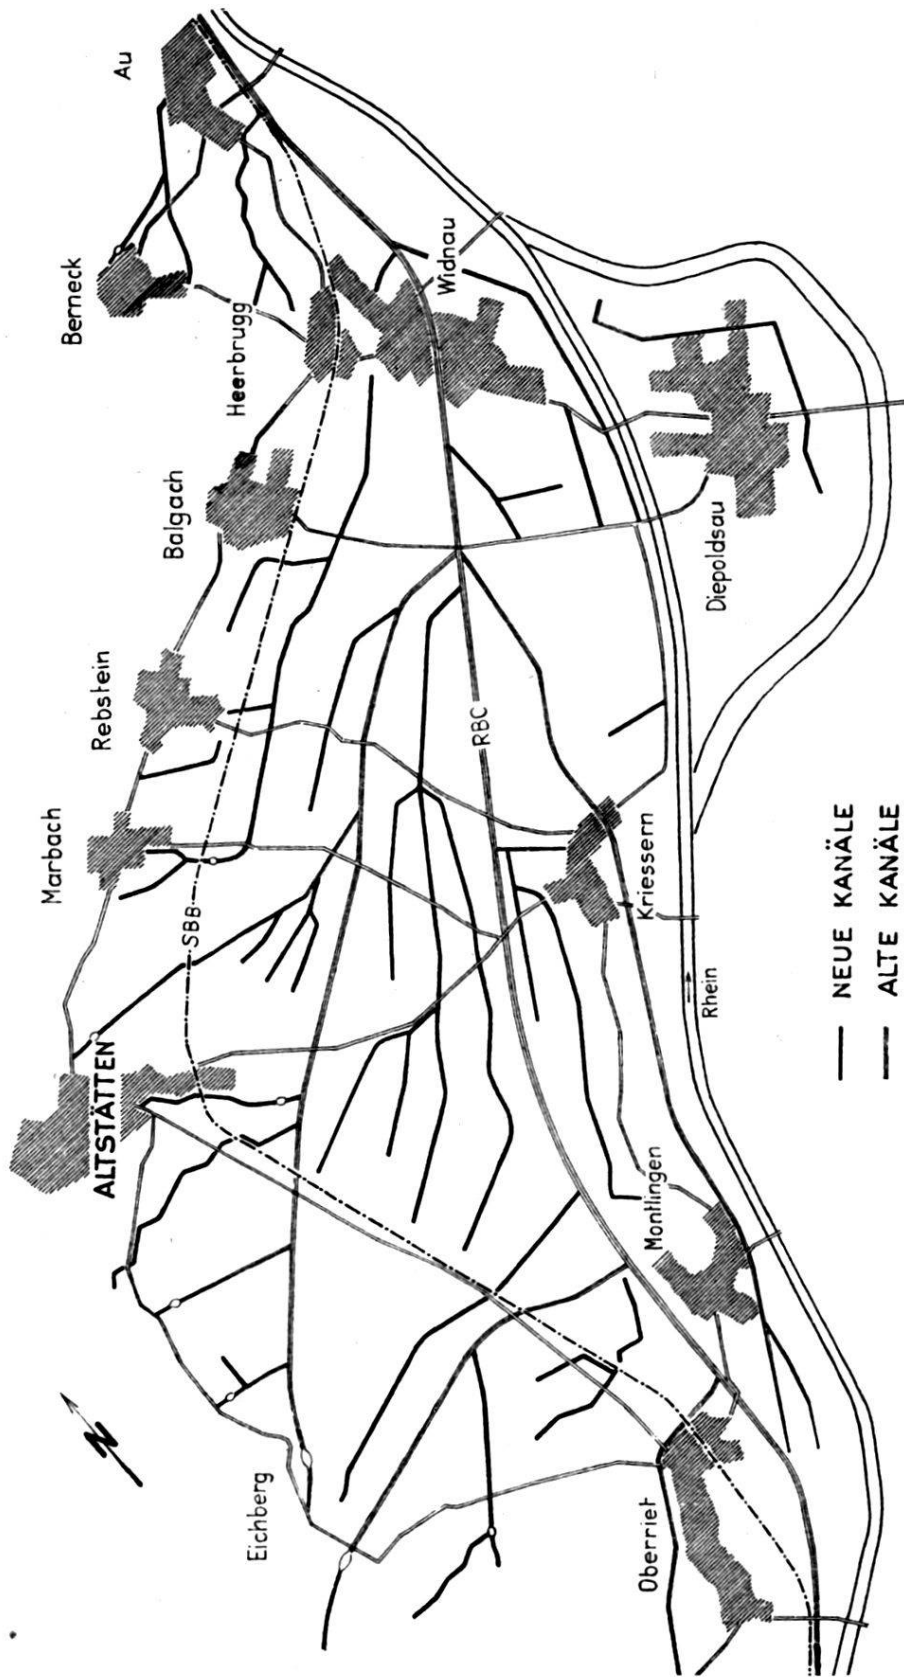 Au
Berneck
Heerbrugg
Widnau
Balgach
Diepoldsau
Rebstein
RBC
Marbach
Kriessern
SBB
Rhein
ALTSTÄTTEN
Montlingen
N
Eichberg
Oberriet
NEUE KANÄLE
ALTE KANÄLE